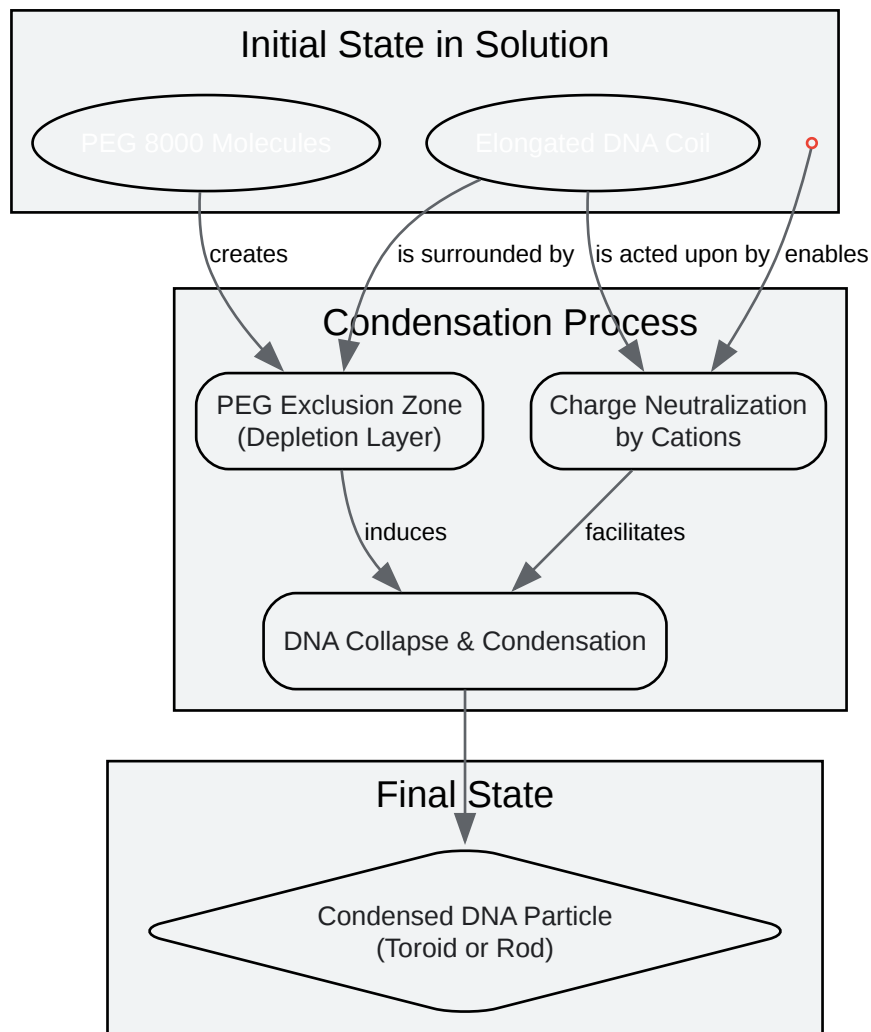 Initial State in Solution
PEG 8000 Molecules
Elongated DNA Coil
creates
is surrounded by
is acted upon by
enables
Condensation Process
PEG Exclusion Zone
(Depletion Layer)
Charge Neutralization
by Cations
induces
facilitates
DNA Collapse & Condensation
Final State
Condensed DNA Particle
(Toroid or Rod)